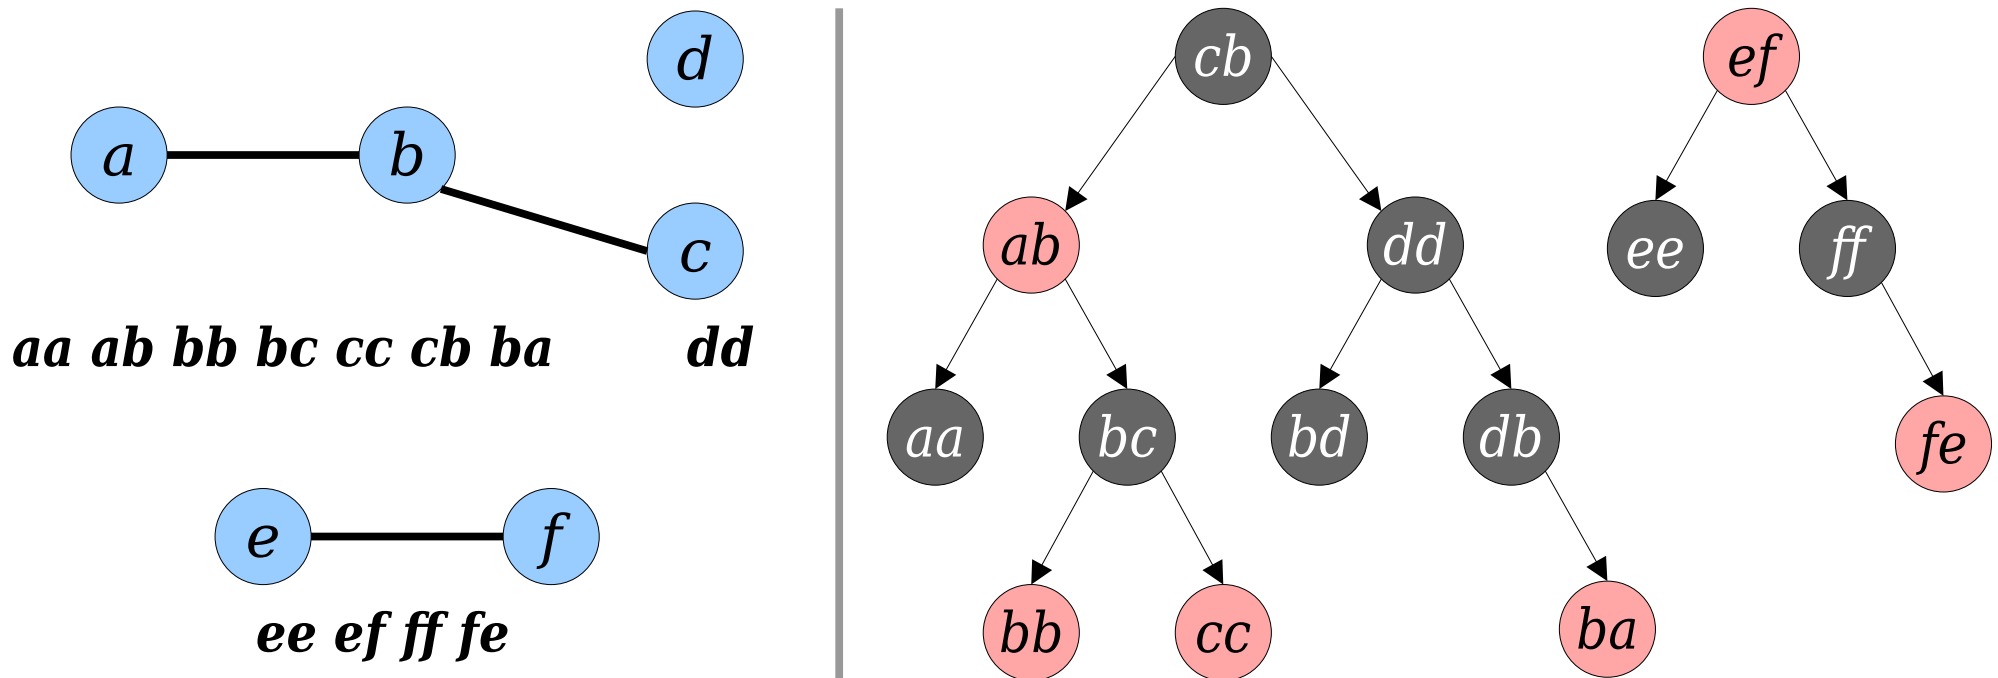 d
a b
c
aa ab bb bc cc cb ba dd
e f
ee ef ff fe
cb
ab dd
aa bc bd db
bb cc ba
ef
ee ff
fe